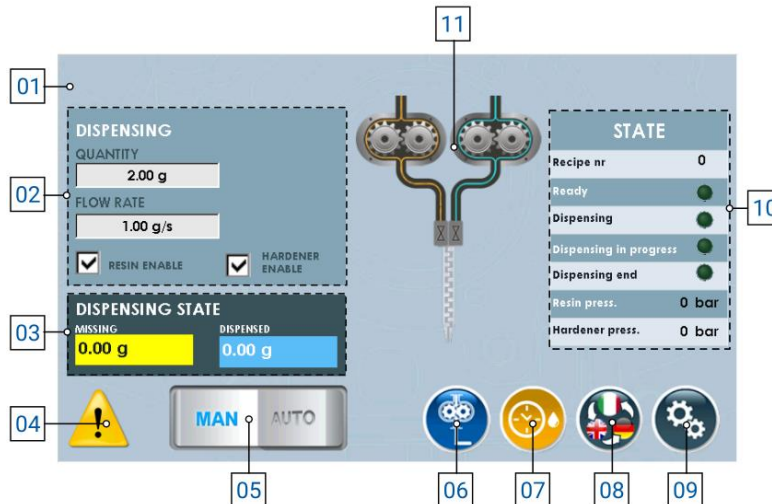 11
01
DISPENSING
QUANTITY
2.00 g
FLOW RATE
1.00 g/s
RESIN ENABLE
HARDENER
ENABLE
02
DISPENSING STATE
MISSING
DISPENSED
0.00 g
0.00 g
03
STATE
Recipe nr 0
Ready
Dispensing
Dispensing in progress
Dispensing end
Resin press. 0 bar
Hardener press. 0 bar
10
04
MAN AUTO
05
06
07
08
09